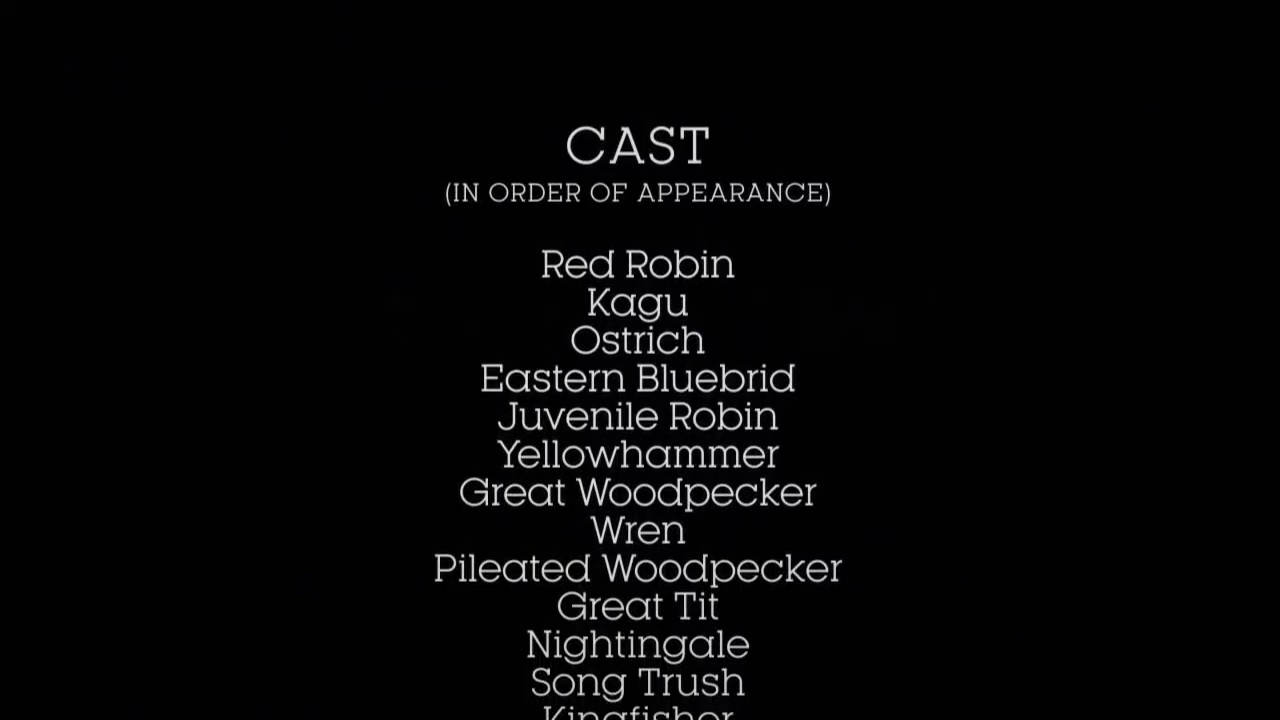 CAST
(IN ORDER OF APPEARANCE)
Red Robin
Kagu
Ostrich
Eastern Bluebrid
Juvenile Robin
Yellowhammer
Great Woodpecker
Wren
Pileated Woodpecker
Great Tit
Nightingale
Song Trush
Kingfisher